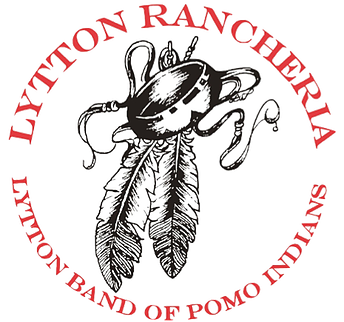 LYTTON RANCHERIA
LYTTON BAND OF POMO INDIANS